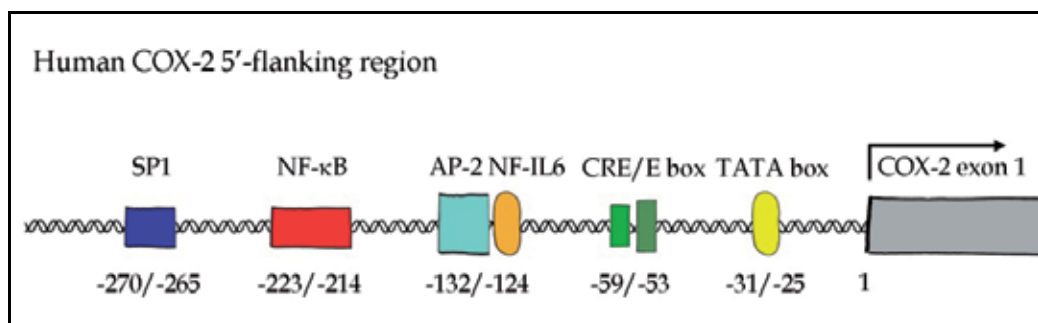 Human COX-2 5'-flanking region
SP1 NF-κB AP-2 NF-IL6 CRE/E box TATA box COX-2 exon 1
-270/-265 -223/-214 -132/-124 -59/-53 -31/-25 1